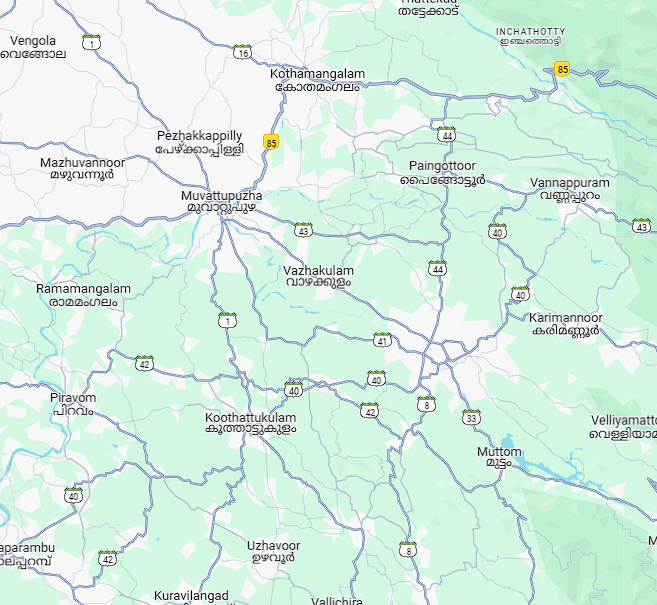 തട്ടേക്കാട്
INCHATHOTTY
ഇഞ്ചത്തൊട്ടി
Vengola
വെങ്ങോല
1
16
85
Kothamangalam
കോതമംഗലം
44
Pezhakkappilly
പേഴ്ക്കാപ്പിള്ളി
85
Mazhuvannoor
മഴുവന്നൂർ
Paingottoor
പൈങ്ങോട്ടൂർ
Vannappuram
വണ്ണപ്പുറം
Muvattupuzha
മുവാറ്റുപുഴ
43
40
43
Vazhakulam
വാഴക്കുളം
44
Ramamangalam
രാമമംഗലം
40
Karimannoor
കരിമണ്ണൂർ
1
41
42
40
40
Piravom
പിറവം
42
8
33
Koothattukulam
കൂത്താട്ടുകുളം
Velliyamatto
വെള്ളിയാമ
Muttom
മുട്ടം
40
Uzhavoor
ഉഴവൂർ
8
aparambu
42
Kuravilangad
Vallichira